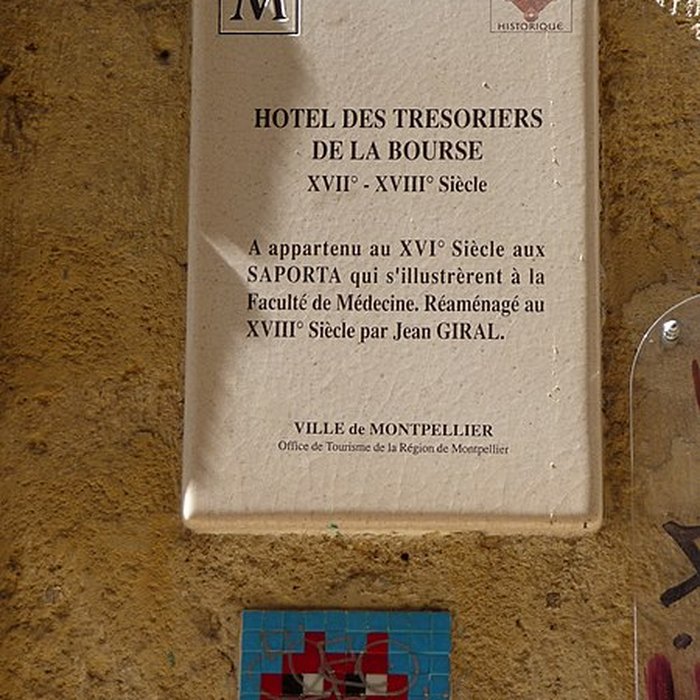 M
HISTORIQUE
HOTEL DES TRESORIERS
DE LA BOURSE
XVII° - XVIII° Siècle
A appartenu au XVI° Siècle aux
SAPORTA qui s'illustrèrent à la
Faculté de Médecine. Réaménagé au
XVIII° Siècle par Jean GIRAL.
VILLE de MONTPELLIER
Office de Tourisme de la Région de Montpellier